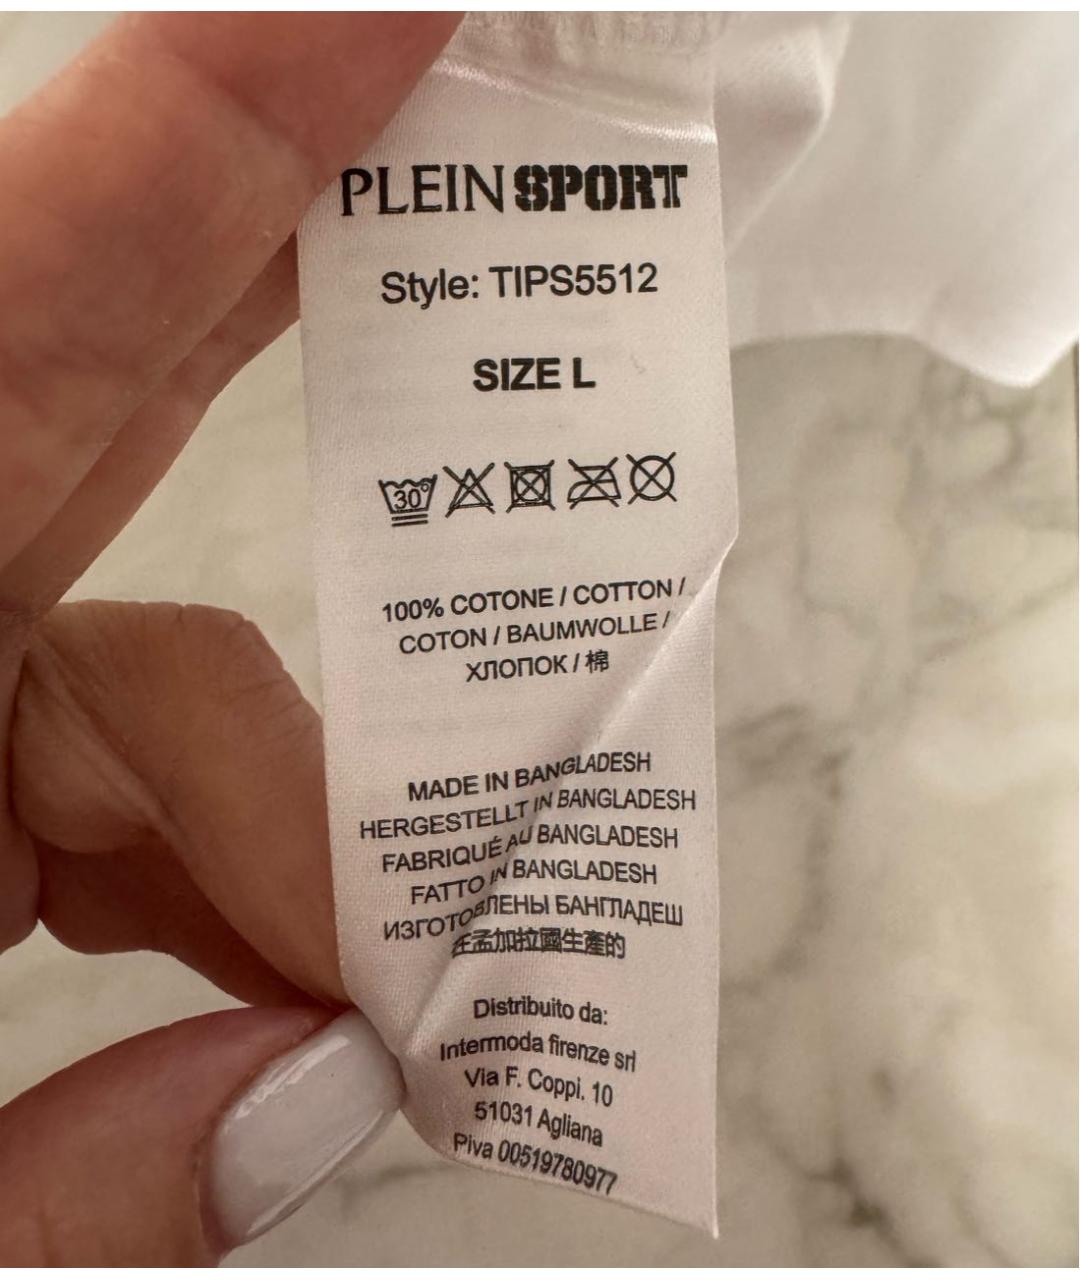 PLEIN SPORT
Style: TIPS5512
SIZE L
30°
100% COTONE / COTTON /
COTON / BAUMWOLLE /
ХЛОПОК / 棉
MADE IN BANGLADESH
HERGESTELLT IN BANGLADESH
FABRIQUÉ AU BANGLADESH
FATTO IN BANGLADESH
ИЗГОТОВЛЕНЫ БАНГЛАДЕШ
在孟加拉國生產的
Distribuito da:
Intermoda firenze srl
Via F. Coppi. 10
51031 Agliana
Piva 00519780977